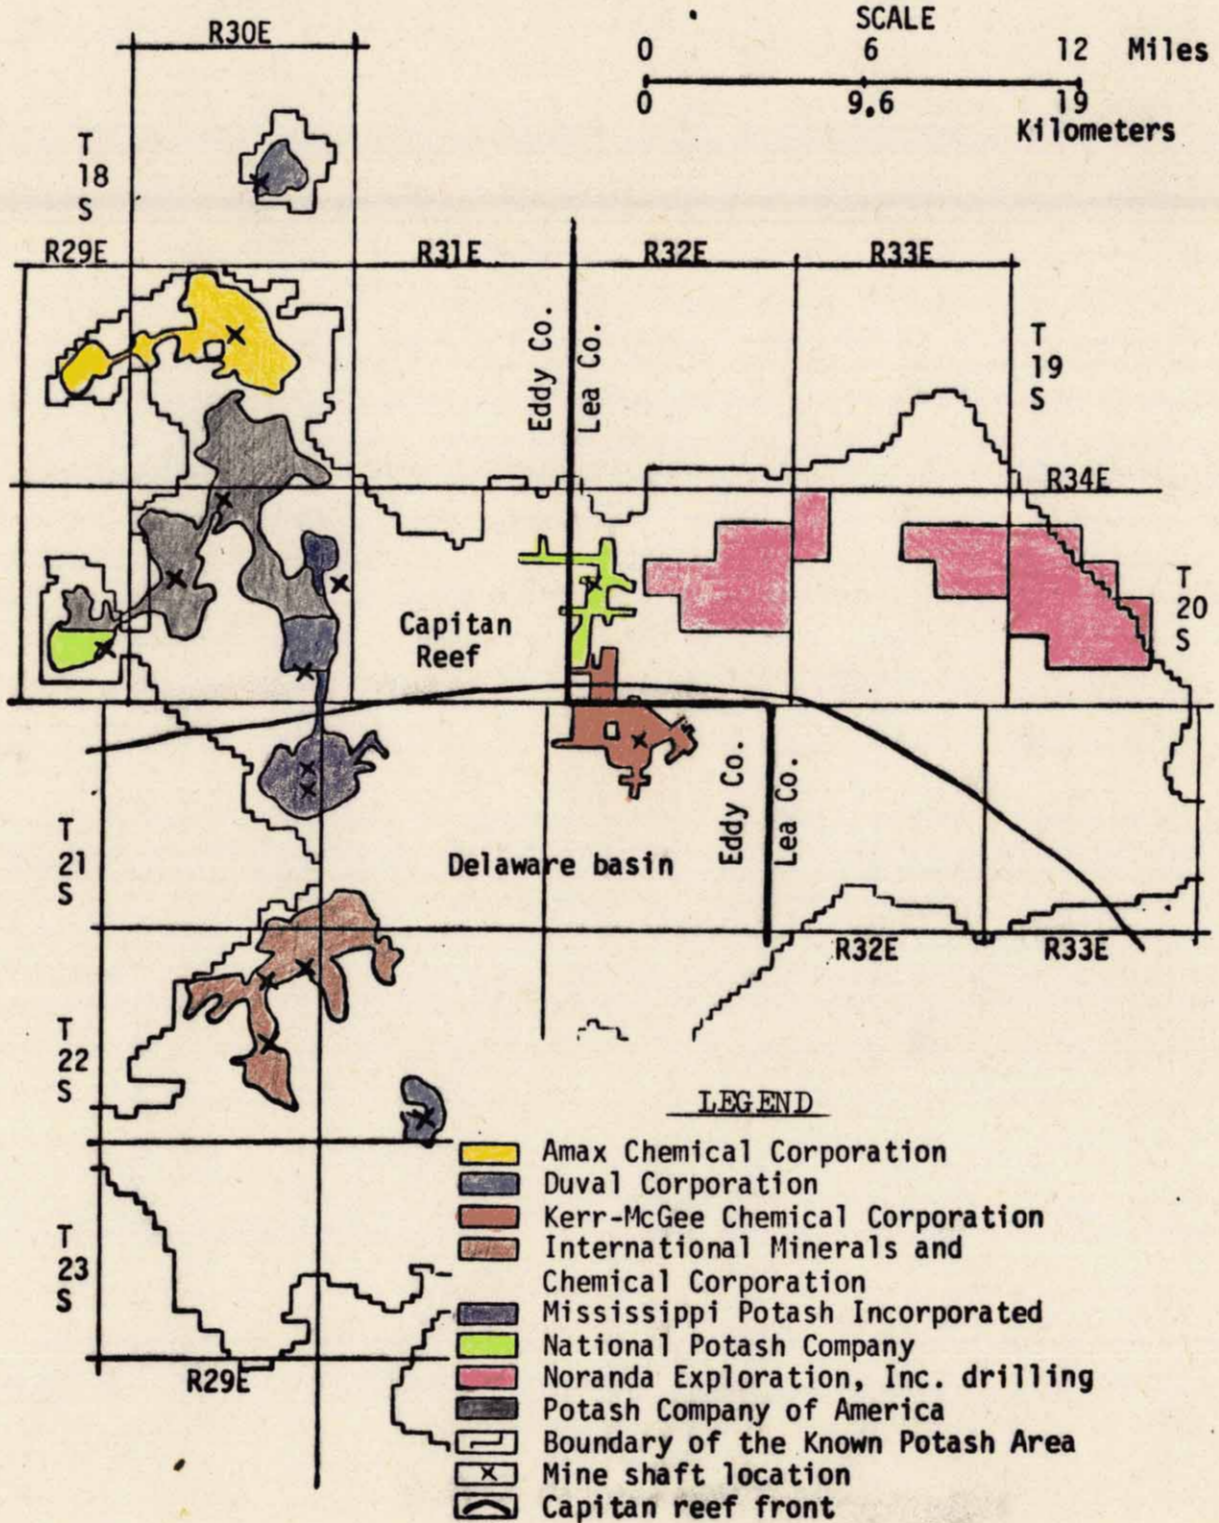 SCALE
0 6 12 Miles
0 9.6 19
Kilometers
R30E
T
18
S
R29E R31E R32E R33E
Eddy Co.
Lea Co.
T
19
S
R34E
T
20
S
Capitan
Reef
Eddy Co.
Lea Co.
T
21
S
Delaware basin
R32E R33E
T
22
S
T
23
S
R29E
LEGEND
Amax Chemical Corporation
Duval Corporation
Kerr-McGee Chemical Corporation
International Minerals and
Chemical Corporation
Mississippi Potash Incorporated
National Potash Company
Noranda Exploration, Inc. drilling
Potash Company of America
Boundary of the Known Potash Area
Mine shaft location
Capitan reef front